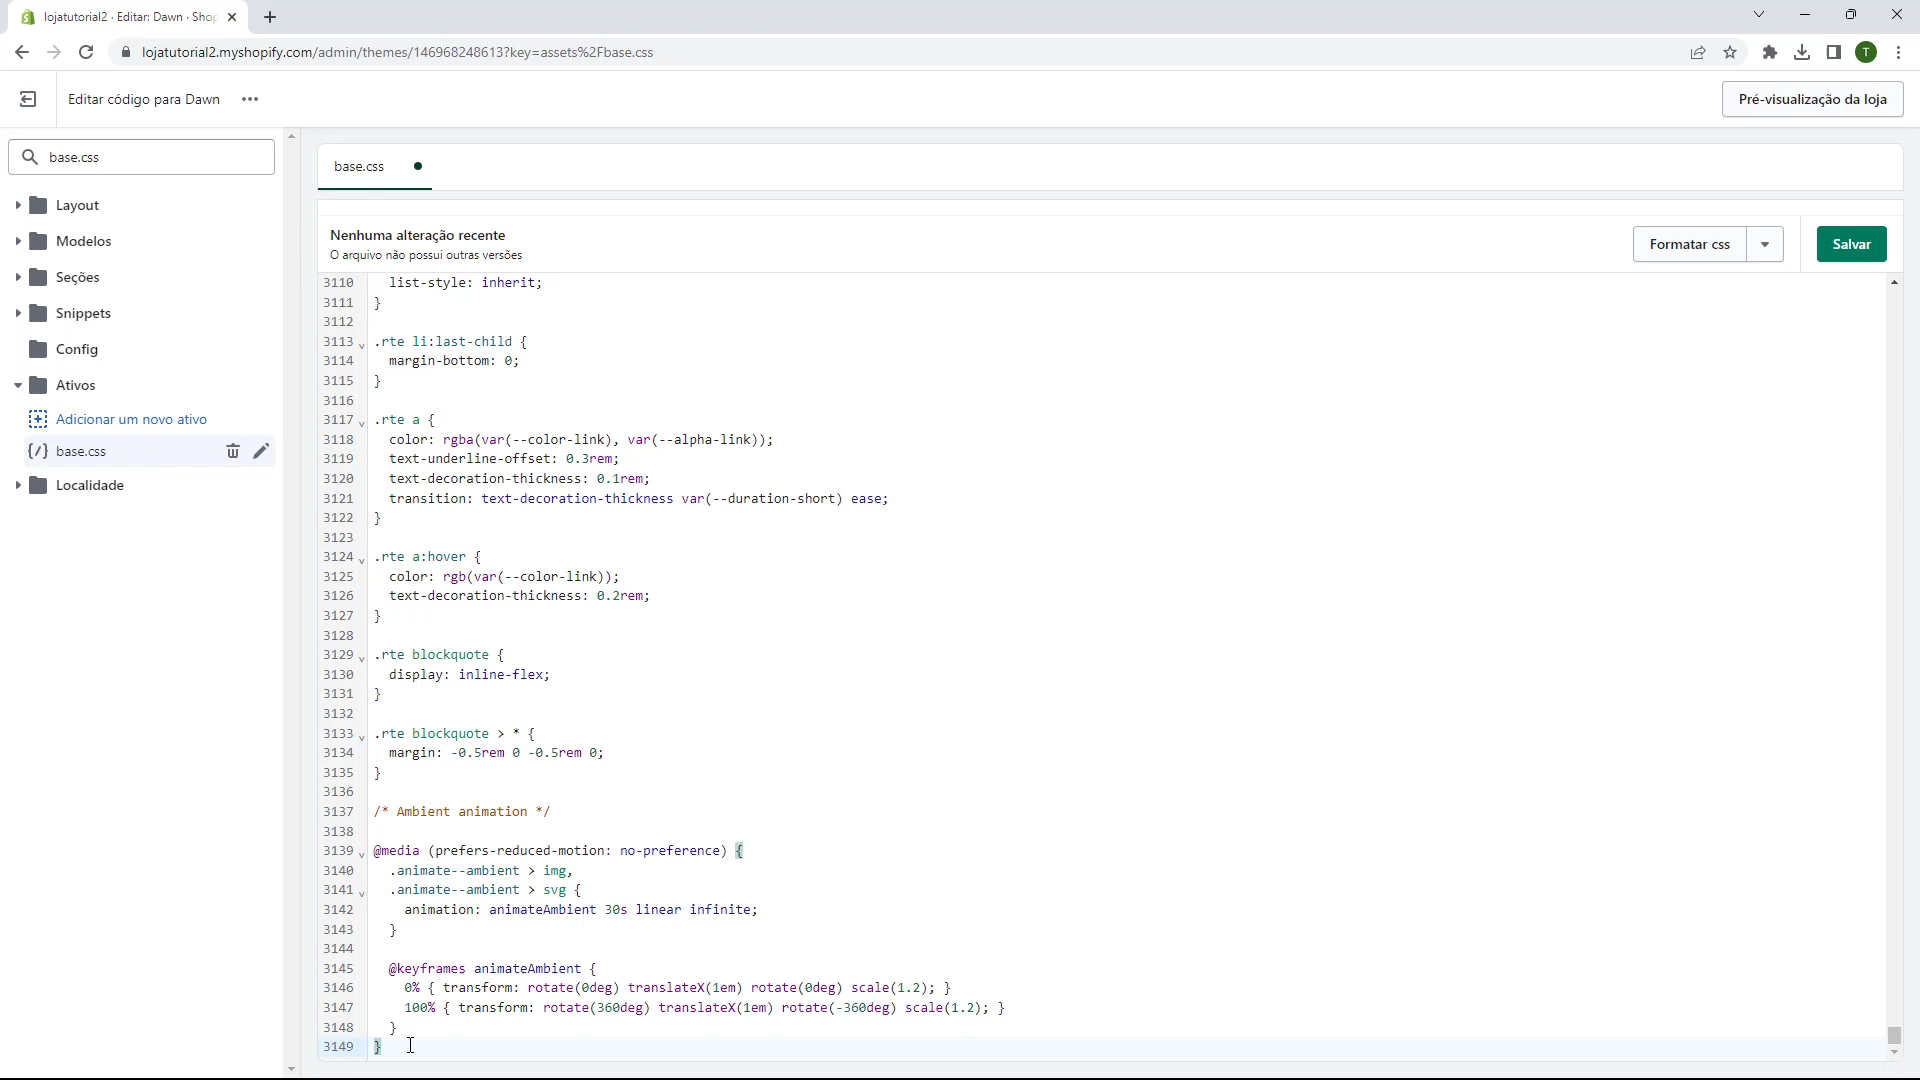 lojatutorial2 · Editar: Dawn · Shop
lojatutorial2.myshopify.com/admin/themes/146968248613?key=assets%2Fbase.css
T
Editar código para Dawn
Pré-visualização da loja
base.css
Layout
Modelos
Seções
Snippets
Config
Ativos
Adicionar um novo ativo
{/} base.css
Localidade
base.css
Nenhuma alteração recente
O arquivo não possui outras versões
Formatar css
Salvar
3110 list-style: inherit;
3111 }
3112
3113 .rte li:last-child {
3114 margin-bottom: 0;
3115 }
3116
3117 .rte a {
3118 color: rgba(var(--color-link), var(--alpha-link));
3119 text-underline-offset: 0.3rem;
3120 text-decoration-thickness: 0.1rem;
3121 transition: text-decoration-thickness var(--duration-short) ease;
3122 }
3123
3124 .rte a:hover {
3125 color: rgb(var(--color-link));
3126 text-decoration-thickness: 0.2rem;
3127 }
3128
3129 .rte blockquote {
3130 display: inline-flex;
3131 }
3132
3133 .rte blockquote > * {
3134 margin: -0.5rem 0 -0.5rem 0;
3135 }
3136
3137 /* Ambient animation */
3138
3139 @media (prefers-reduced-motion: no-preference) {
3140 .animate--ambient > img,
3141 .animate--ambient > svg {
3142 animation: animateAmbient 30s linear infinite;
3143 }
3144
3145 @keyframes animateAmbient {
3146 0% { transform: rotate(0deg) translateX(1em) rotate(0deg) scale(1.2); }
3147 100% { transform: rotate(360deg) translateX(1em) rotate(-360deg) scale(1.2); }
3148 }
3149 }